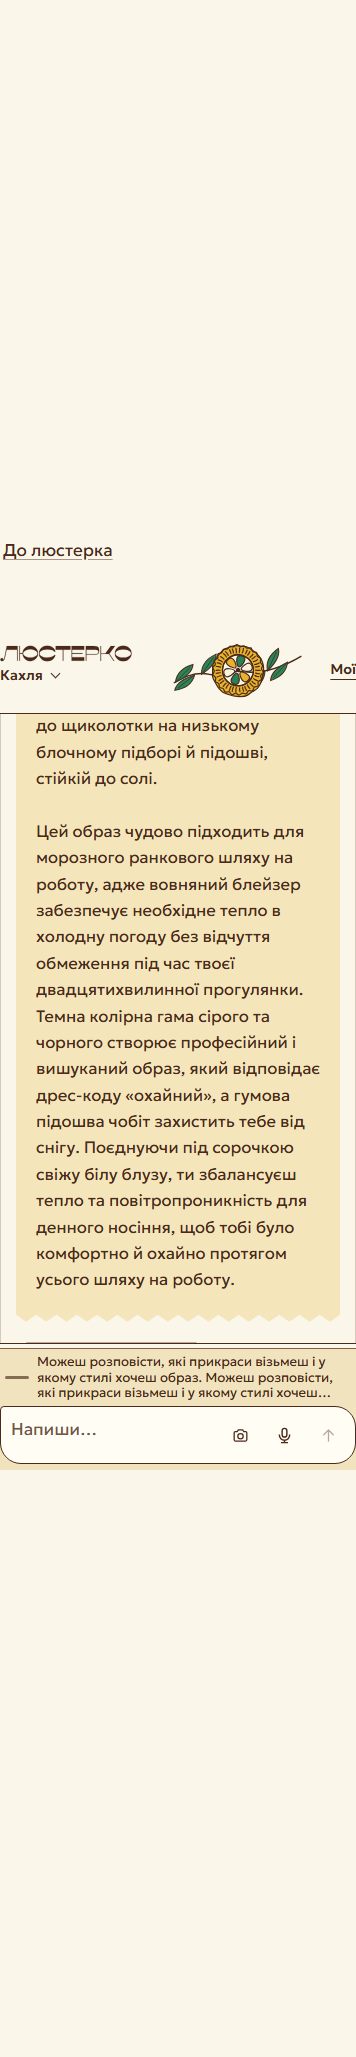 До люстерка
ЛЮСТЕРКО
Кахля
Мої
до щиколотки на низькому
блочному підборі й підошві,
стійкій до солі.
Цей образ чудово підходить для
морозного ранкового шляху на
роботу, адже вовняний блейзер
забезпечує необхідне тепло в
холодну погоду без відчуття
обмеження під час твоєї
двадцятихвилинної прогулянки.
Темна колірна гама сірого та
чорного створює професійний і
вишуканий образ, який відповідає
дрес-коду «охайний», а гумова
підошва чобіт захистить тебе від
снігу. Поєднуючи під сорочкою
свіжу білу блузу, ти збалансуєш
тепло та повітропроникність для
денного носіння, щоб тобі було
комфортно й охайно протягом
усього шляху на роботу.
Можеш розповісти, які прикраси візьмеш і у
якому стилі хочеш образ. Можеш розповісти,
які прикраси візьмеш і у якому стилі хочеш...
Напиши...